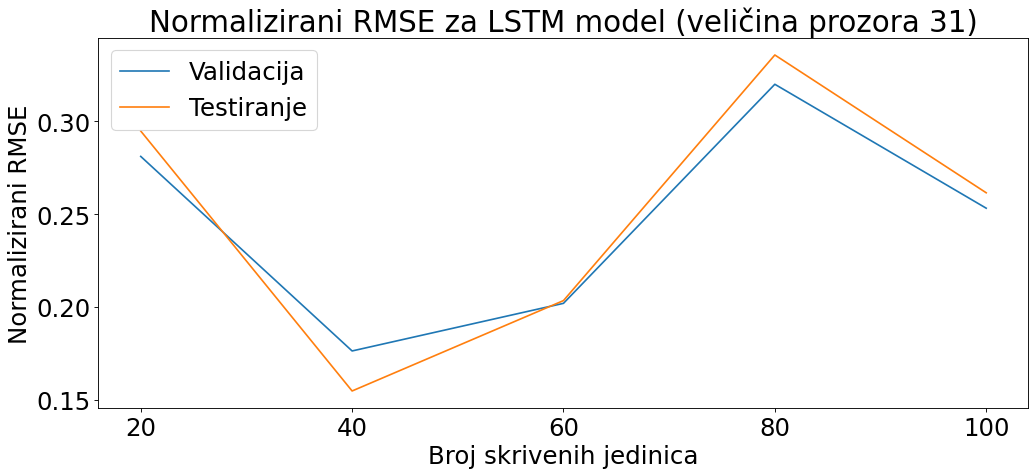 Normalizirani RMSE za LSTM model (veličina prozora 31)
Validacija
Testiranje
Normalizirani RMSE
0.30
0.25
0.20
0.15
20 40 60 80 100
Broj skrivenih jedinica